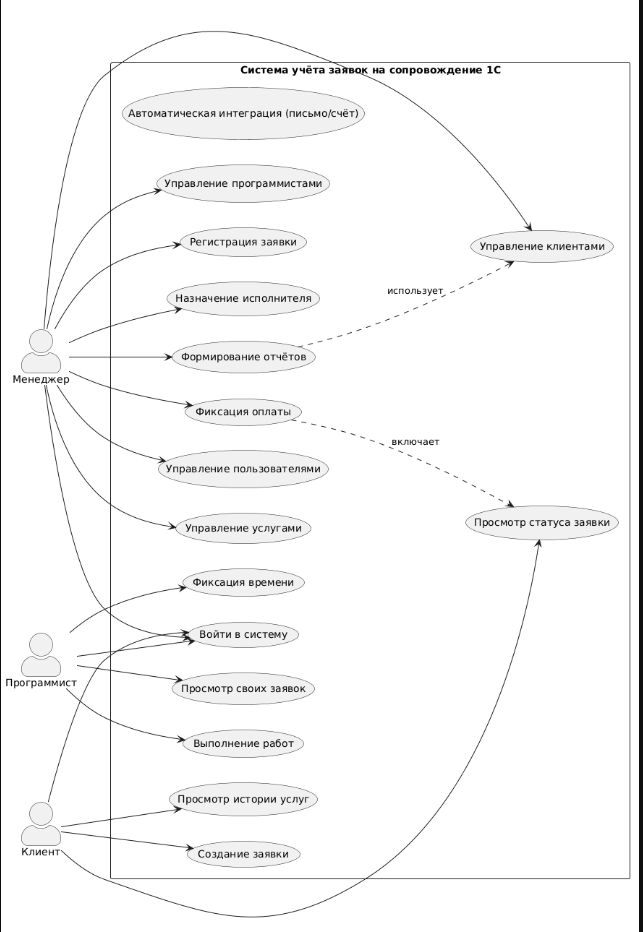 Система учёта заявок на сопровождение 1С
Автоматическая интеграция (письмо/счёт)
Управление программистами
Регистрация заявки
Управление клиентами
использует
Назначение исполнителя
Формирование отчётов
Менеджер
Фиксация оплаты
включает
Управление пользователями
Просмотр статуса заявки
Управление услугами
Фиксация времени
Войти в систему
Программист
Просмотр своих заявок
Выполнение работ
Просмотр истории услуг
Клиент
Создание заявки